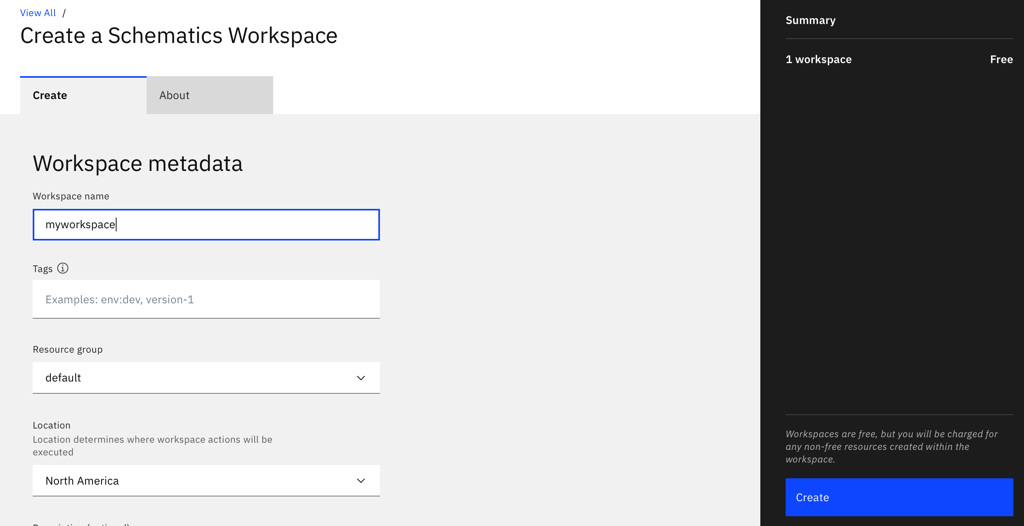 View All /
Create a Schematics Workspace
Create
About
Workspace metadata
Workspace name
myworkspace
Tags
Examples: env:dev, version-1
Resource group
default
Location
Location determines where workspace actions will be
executed
North America
Summary
1 workspace Free
Workspaces are free, but you will be charged for
any non-free resources created within the
workspace.
Create